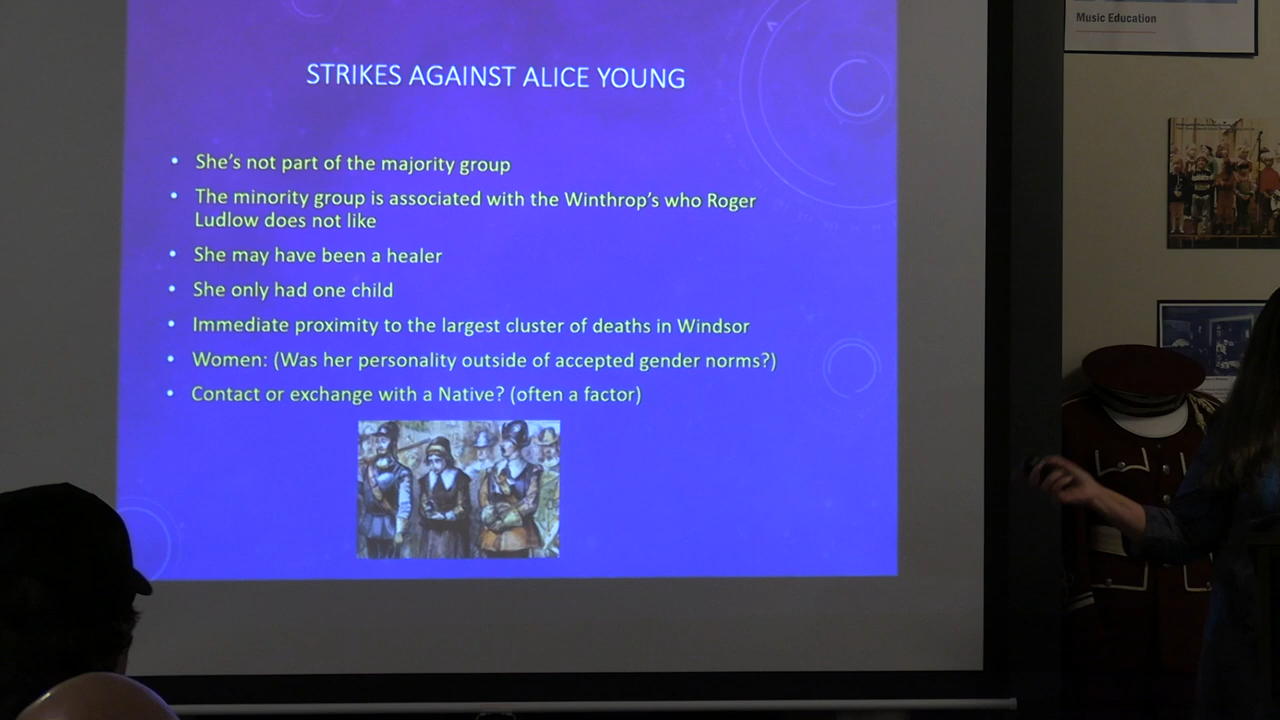 STRIKES AGAINST ALICE YOUNG
• She's not part of the majority group
• The minority group is associated with the Winthrop's who Roger
Ludlow does not like
• She may have been a healer
• She only had one child
• Immediate proximity to the largest cluster of deaths in Windsor
• Women: (Was her personality outside of accepted gender norms?)
• Contact or exchange with a Native? (often a factor)
Music Education